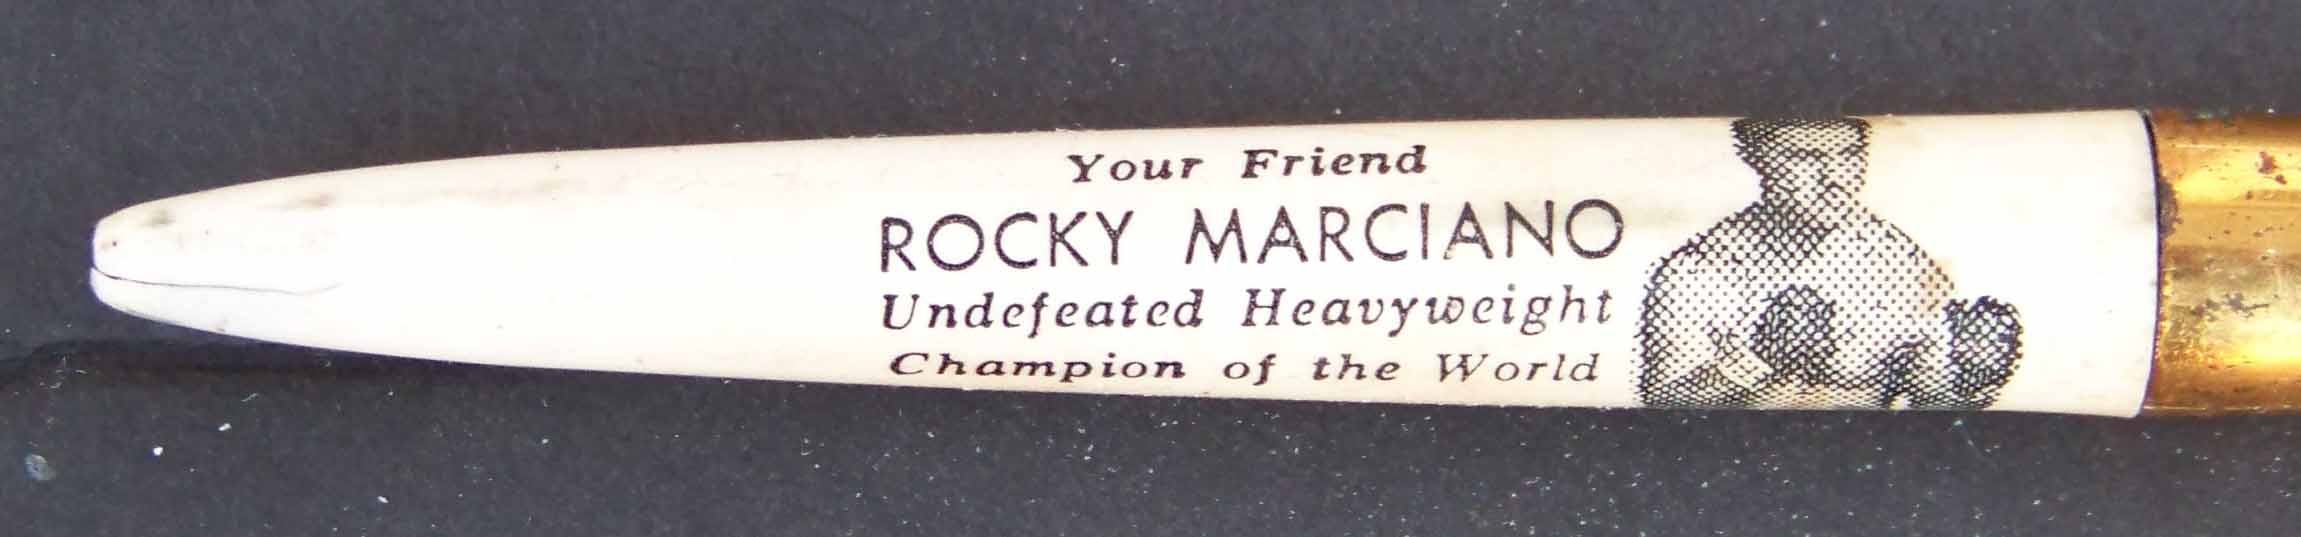 Your Friend
ROCKY MARCIANO
Undefeated Heavyweight
Champion of the World